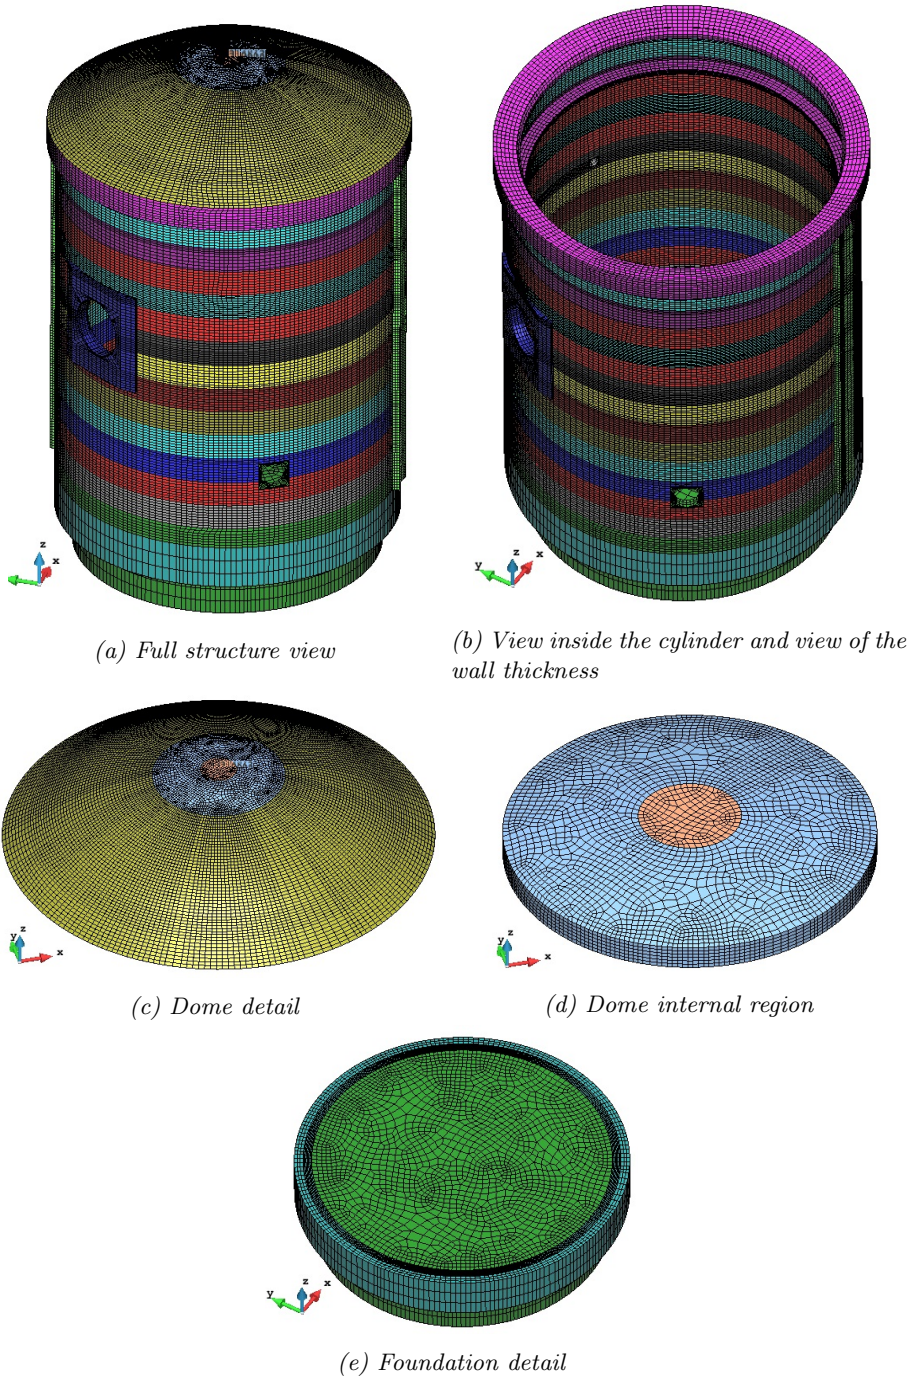 z
x
z
x
y
(a) Full structure view
(b) View inside the cylinder and view of the
wall thickness
y
z
x
y
z
x
(c) Dome detail
(d) Dome internal region
z
x
y
(e) Foundation detail